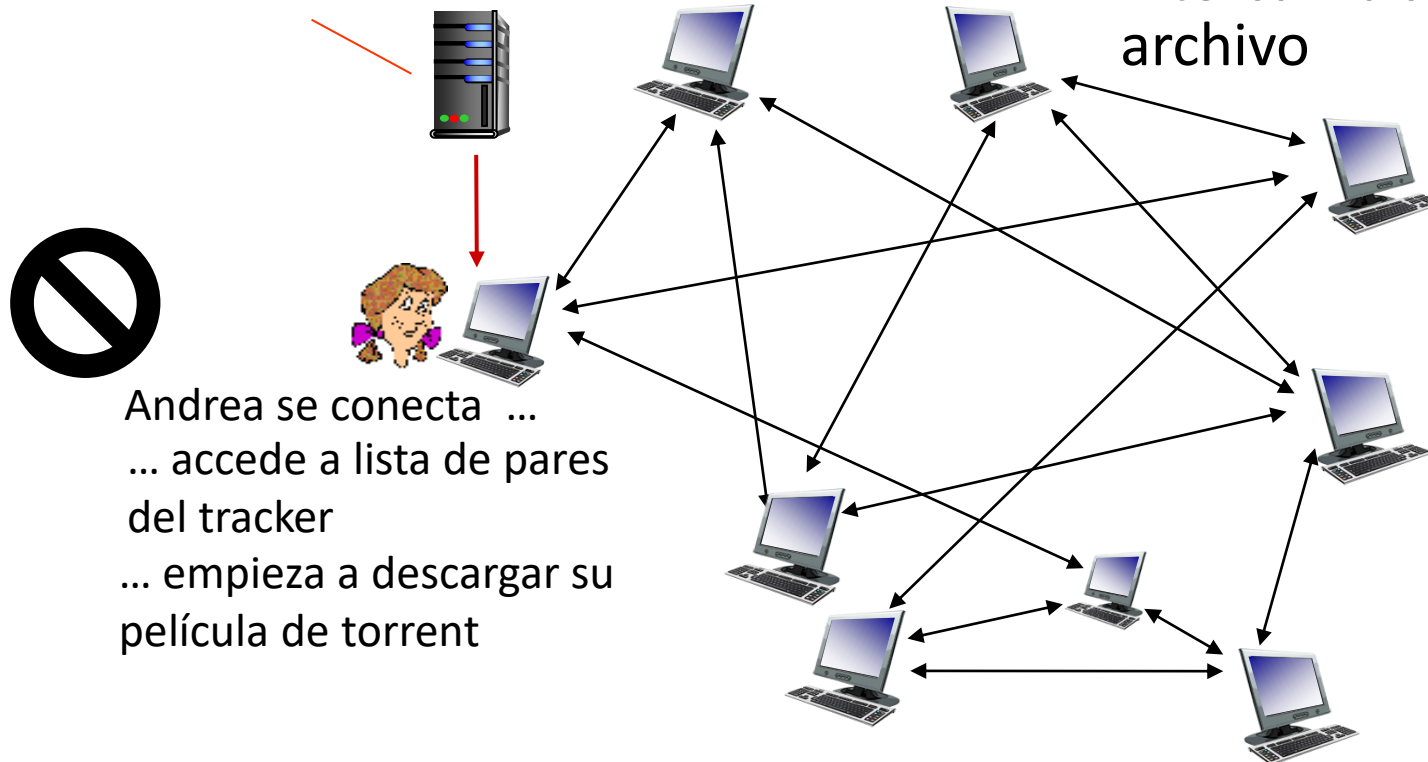 archivo
Andrea se conecta ...
... accede a lista de pares
del tracker
... empieza a descargar su
película de torrent